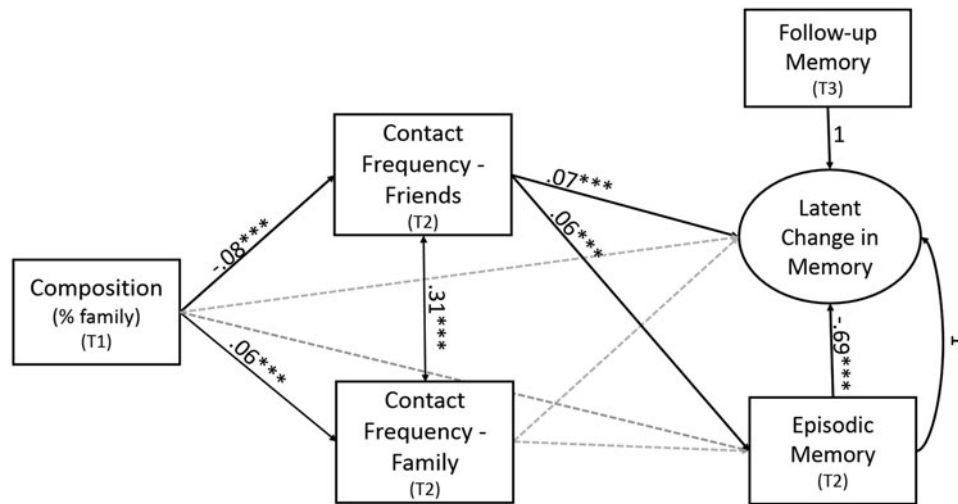 Follow-up
Memory
(T3)
1
Contact
Frequency -
Friends
(T2)
.07***
.06***
Latent
Change in
Memory
-.08***
Composition
(% family)
(T1)
.31***
.06***
-.69***
1
Contact
Frequency -
Family
(T2)
Episodic
Memory
(T2)